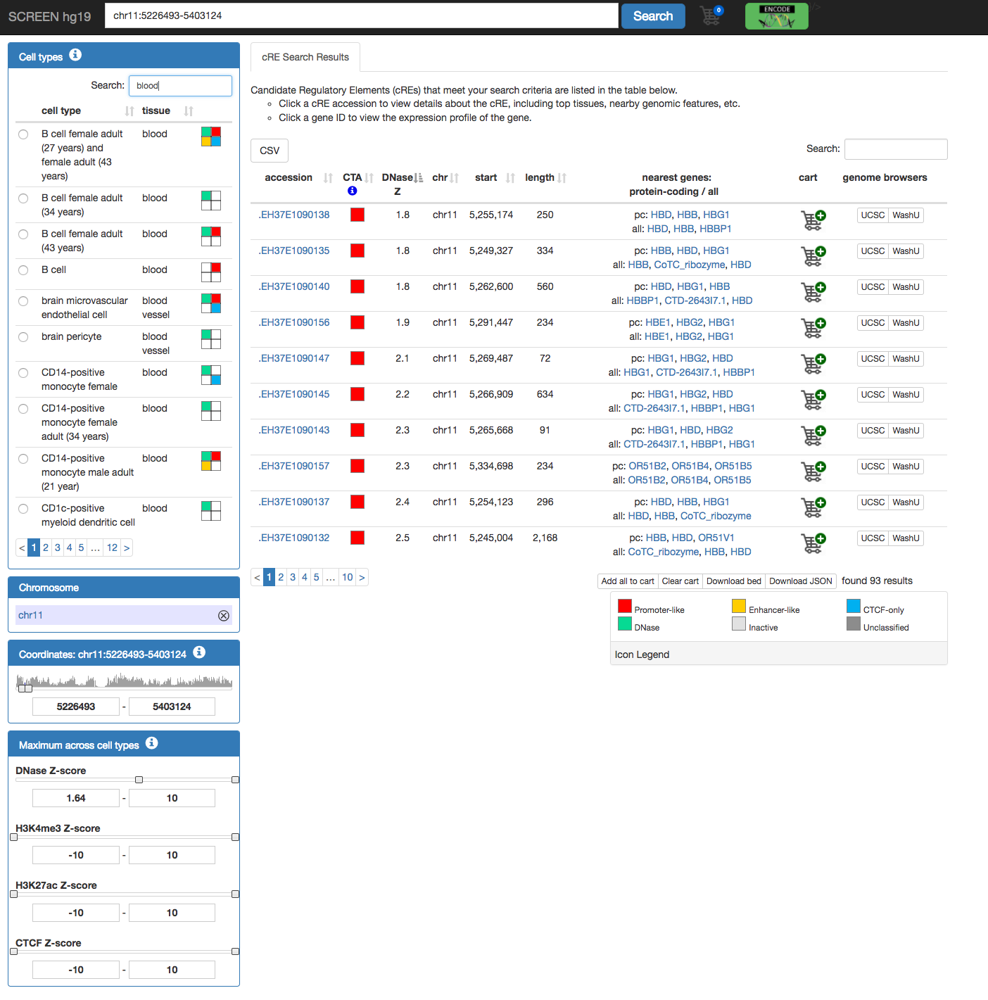 SCREEN hg19
chr11:5226493-5403124
Search
0
ENCODE
/>
Cell types
Search: blood
cell type tissue
B cell female adult (27 years) and female adult (43 years) blood
B cell female adult (34 years) blood
B cell female adult (43 years) blood
B cell blood
brain microvascular endothelial cell blood vessel
brain pericyte blood vessel
CD14-positive monocyte female blood
CD14-positive monocyte female adult (34 years) blood
CD14-positive monocyte male adult (21 year) blood
CD1c-positive myeloid dendritic cell blood
< 1 2 3 4 5 ... 12 >
Chromosome
chr11
Coordinates: chr11:5226493-5403124
5226493 - 5403124
Maximum across cell types
DNase Z-score
1.64 - 10
H3K4me3 Z-score
-10 - 10
H3K27ac Z-score
-10 - 10
CTCF Z-score
-10 - 10
cRE Search Results
Candidate Regulatory Elements (cREs) that meet your search criteria are listed in the table below.
Click a cRE accession to view details about the cRE, including top tissues, nearby genomic features, etc.
Click a gene ID to view the expression profile of the gene.
CSV
Search:
accession CTA DNase Z chr start length nearest genes: protein-coding / all cart genome browsers
.EH37E1090138 1.8 chr11 5,255,174 250 pc: HBD, HBB, HBG1 UCSC WashU
all: HBD, HBB, HBBP1
.EH37E1090135 1.8 chr11 5,249,327 334 pc: HBB, HBD, HBG1 UCSC WashU
all: HBB, CoTC_ribozyme, HBD
.EH37E1090140 1.8 chr11 5,262,600 560 pc: HBD, HBG1, HBB UCSC WashU
all: HBBP1, CTD-2643I7.1, HBD
.EH37E1090156 1.9 chr11 5,291,447 234 pc: HBE1, HBG2, HBG1 UCSC WashU
all: HBE1, HBG2, HBG1
.EH37E1090147 2.1 chr11 5,269,487 72 pc: HBG1, HBG2, HBD UCSC WashU
all: HBG1, CTD-2643I7.1, HBBP1
.EH37E1090145 2.2 chr11 5,266,909 634 pc: HBG1, HBG2, HBD UCSC WashU
all: CTD-2643I7.1, HBBP1, HBG1
.EH37E1090143 2.3 chr11 5,265,668 91 pc: HBG1, HBD, HBG2 UCSC WashU
all: CTD-2643I7.1, HBBP1, HBG1
.EH37E1090157 2.3 chr11 5,334,698 234 pc: OR51B2, OR51B4, OR51B5 UCSC WashU
all: OR51B2, OR51B4, OR51B5
.EH37E1090137 2.4 chr11 5,254,123 296 pc: HBD, HBB, HBG1 UCSC WashU
all: HBD, HBB, CoTC_ribozyme
.EH37E1090132 2.5 chr11 5,245,004 2,168 pc: HBB, HBD, OR51V1 UCSC WashU
all: CoTC_ribozyme, HBB, HBD
< 1 2 3 4 5 ... 10 >
Add all to cart Clear cart Download bed Download JSON found 93 results
Promoter-like Enhancer-like CTCF-only
DNase Inactive Unclassified
Icon Legend